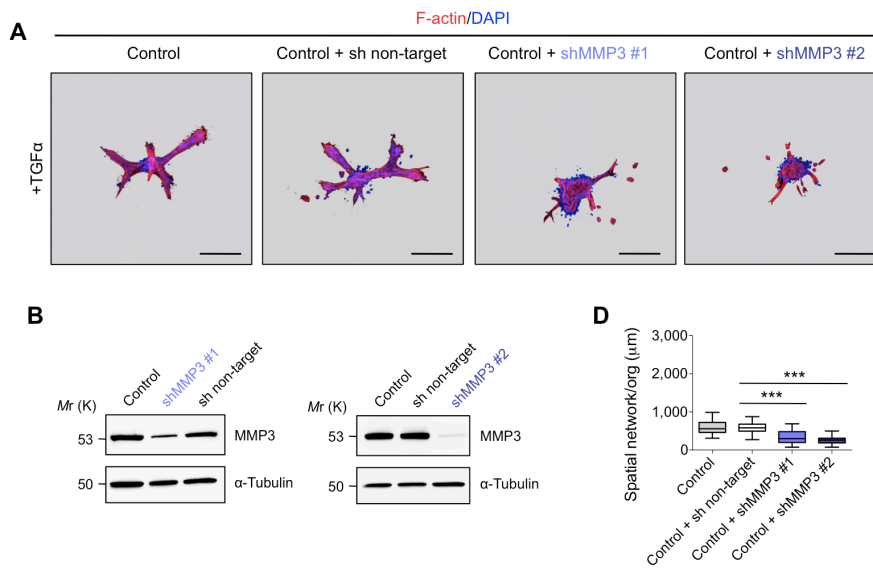 A
F-actin/DAPI
Control
Control + sh non-target
Control + shMMP3 #1
Control + shMMP3 #2
+TGFα
B
Control
shMMP3 #1
sh non-target
Mr (K)
53
MMP3
50
α-Tubulin
Control
sh non-target
shMMP3 #2
Mr (K)
53
MMP3
50
α-Tubulin
D
Spatial network/org (μm)
3,000
2,000
1,000
0
***
***
Control
Control + sh non-target
Control + shMMP3 #1
Control + shMMP3 #2